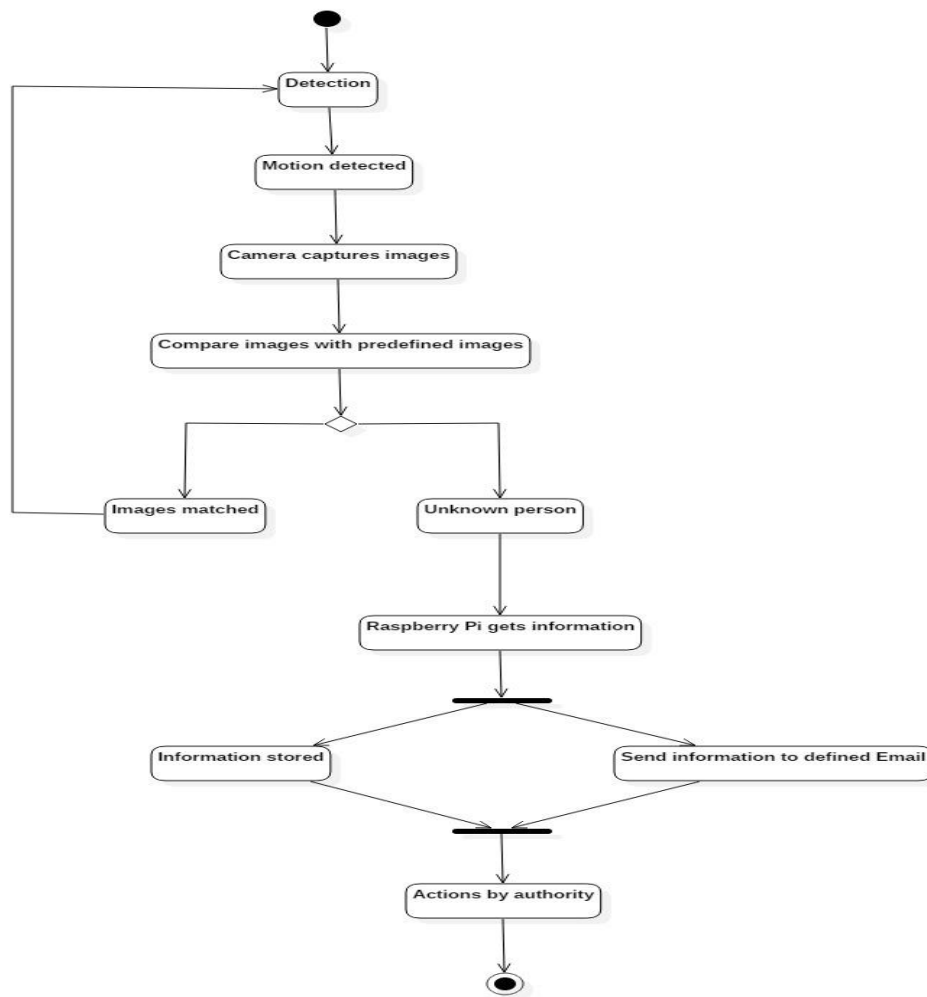 Detection
Motion detected
Camera captures images
Compare images with predefined images
Images matched
Unknown person
Raspberry Pi gets information
Information stored
Send information to defined Email
Actions by authority